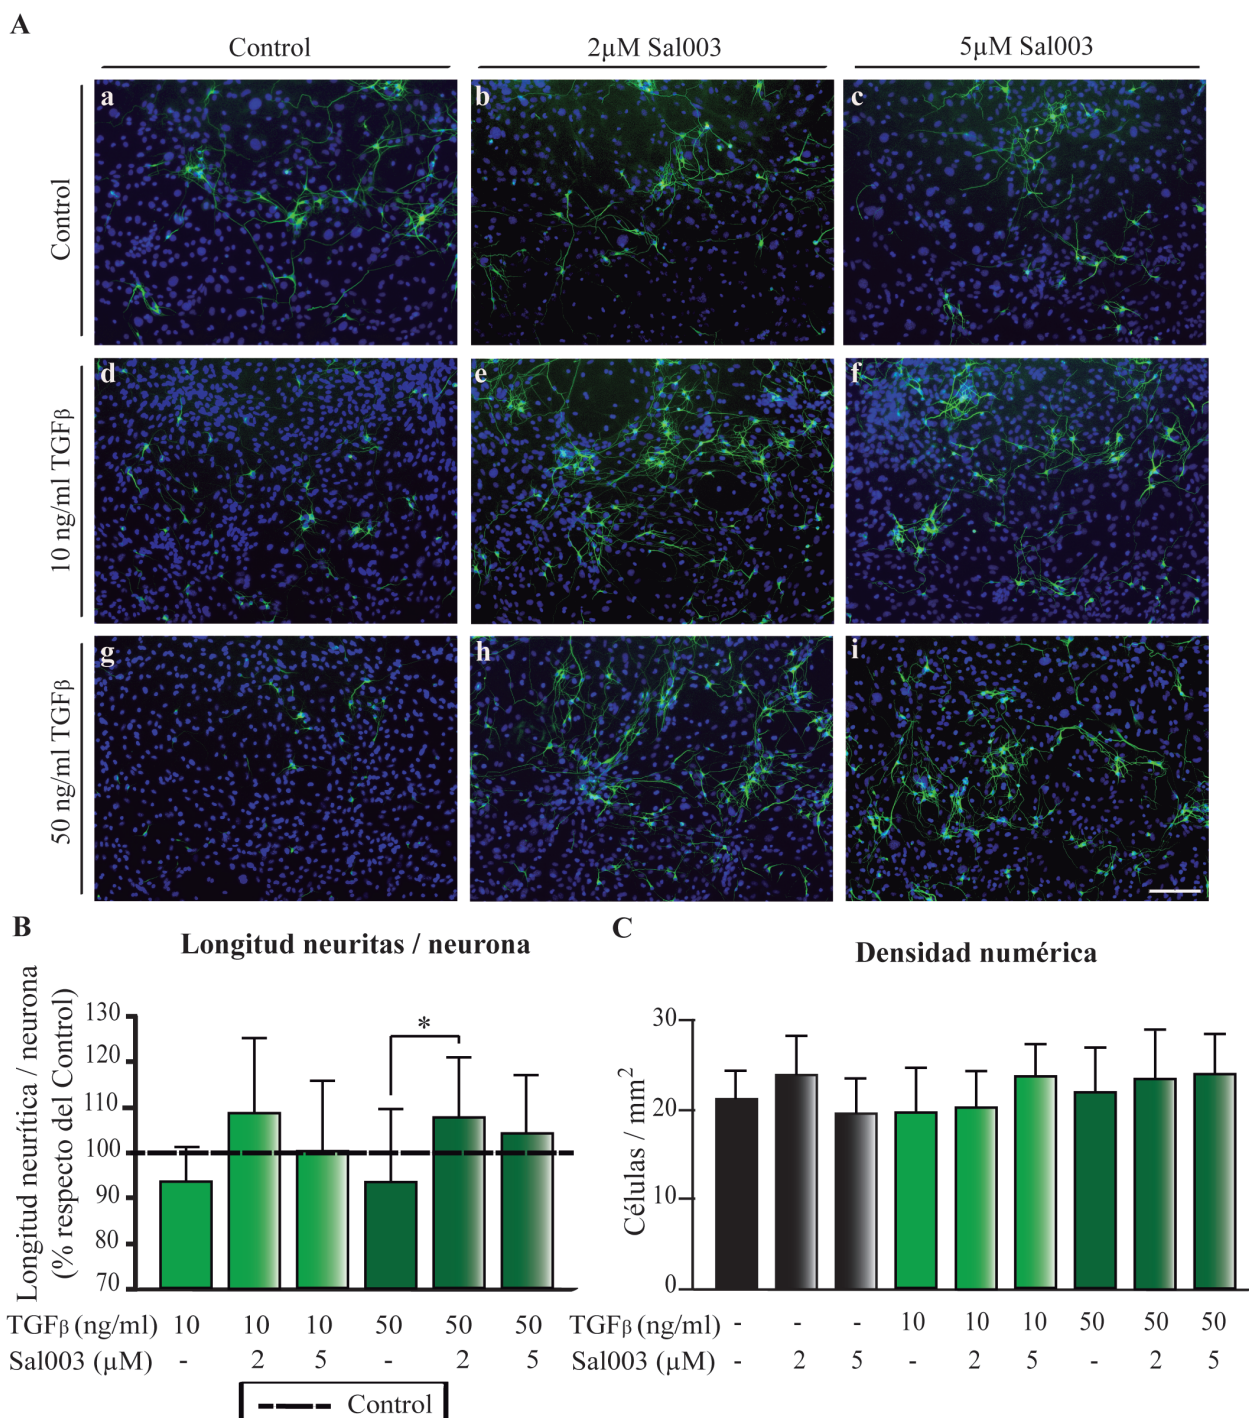 A
Control
2µM Sal003
5µM Sal003
Control
a
b
c
10 ng/ml TGFβ
d
e
f
50 ng/ml TGFβ
g
h
i
B
Longitud neuritas / neurona
Longitud neurítica / neurona
(% respecto del Control)
130
120
110
100
90
80
70
*
TGFβ (ng/ml) 10 10 10 50 50 50
Sal003 (µM) - 2 5 - 2 5
Control
C
Densidad numérica
Células / mm²
30
20
10
0
TGFβ (ng/ml) - - - 10 10 10 50 50 50
Sal003 (µM) - 2 5 - 2 5 - 2 5